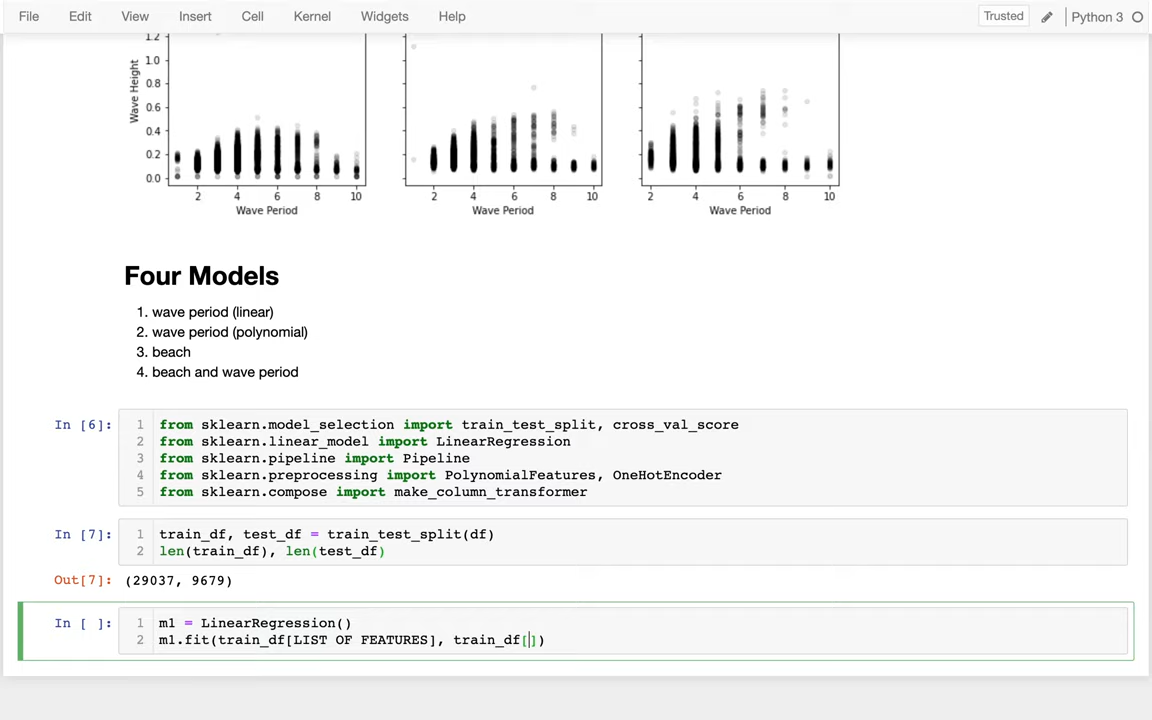 File Edit View Insert Cell Kernel Widgets Help Trusted Python 3
1.2
1.0
0.8
0.6
0.4
0.2
0.0
Wave Height
2 4 6 8 10 2 4 6 8 10 2 4 6 8 10
Wave Period Wave Period Wave Period
Four Models
1. wave period (linear)
2. wave period (polynomial)
3. beach
4. beach and wave period
In [6]: 1 from sklearn.model_selection import train_test_split, cross_val_score
2 from sklearn.linear_model import LinearRegression
3 from sklearn.pipeline import Pipeline
4 from sklearn.preprocessing import PolynomialFeatures, OneHotEncoder
5 from sklearn.compose import make_column_transformer
In [7]: 1 train_df, test_df = train_test_split(df)
2 len(train_df), len(test_df)
Out[7]: (29037, 9679)
In [ ]: 1 m1 = LinearRegression()
2 m1.fit(train_df[LIST OF FEATURES], train_df[])